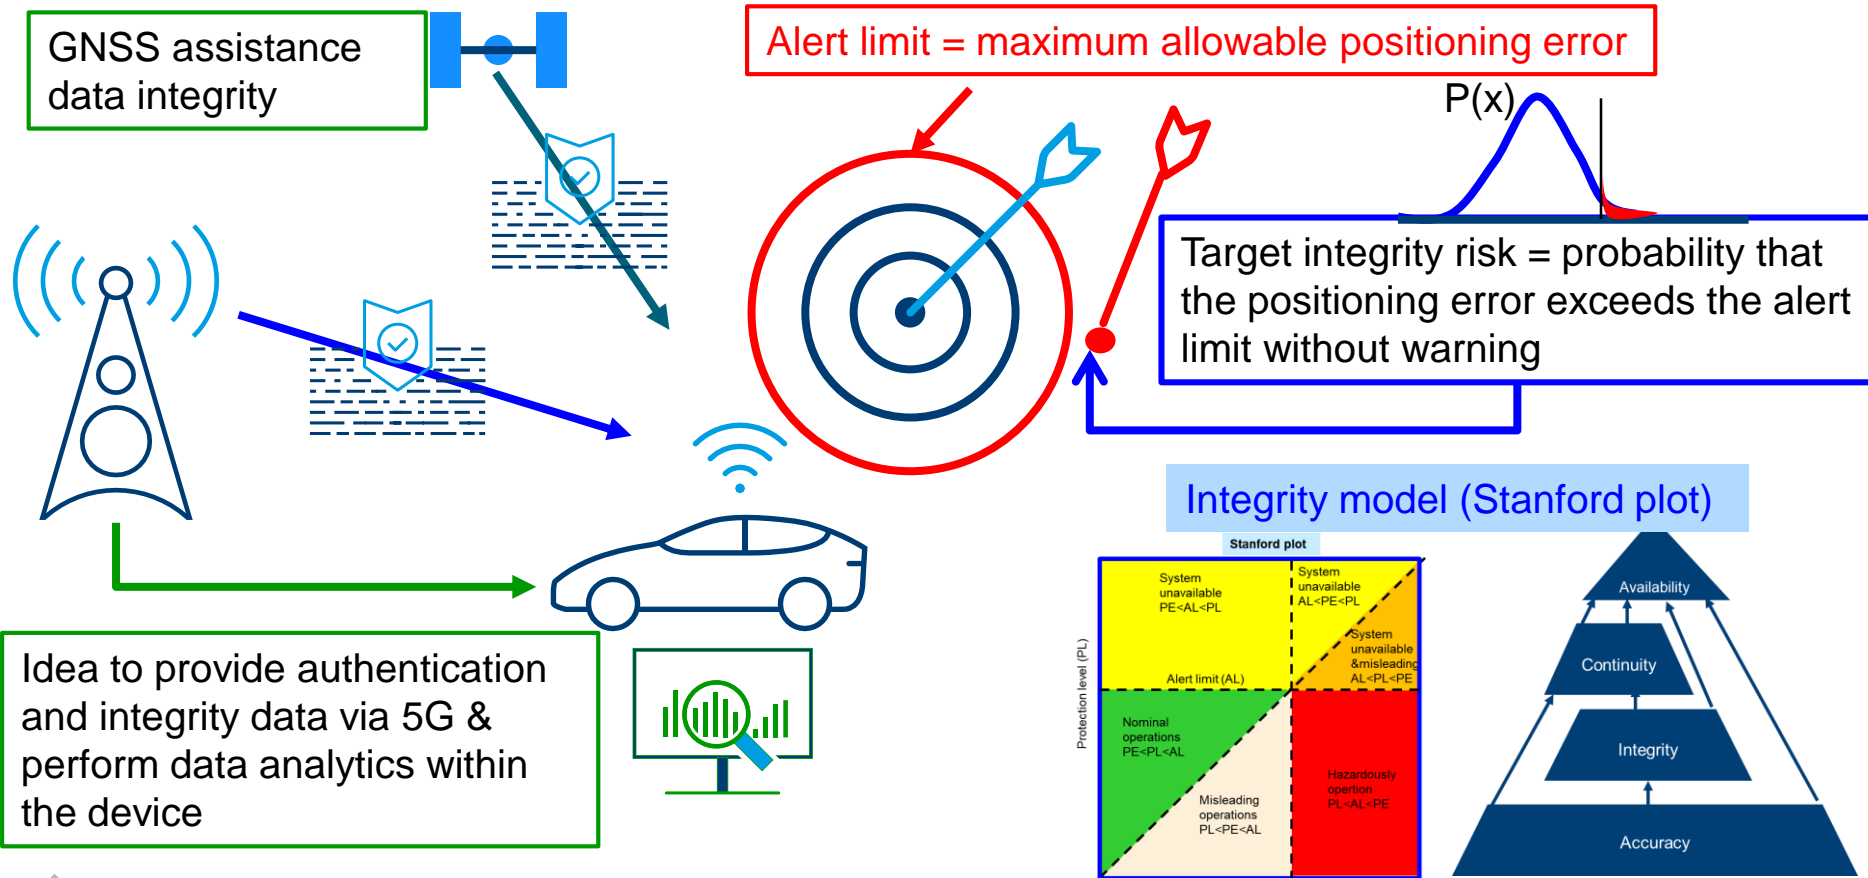 GNSS assistance
data integrity
Alert limit = maximum allowable positioning error
P(x)
Target integrity risk = probability that
the positioning error exceeds the alert
limit without warning
Idea to provide authentication
and integrity data via 5G &
perform data analytics within
the device
Integrity model (Stanford plot)
Stanford plot
System
unavailable
PE<AL<PL
System
unavailable
AL<PE<PL
System
unavailable
&misleading
AL<PL<PE
Alert limit (AL)
Protection level (PL)
Nominal
operations
PE<PL<AL
Misleading
operations
PL<PE<AL
Hazardously
opertion
PL<AL<PE
Availability
Continuity
Integrity
Accuracy